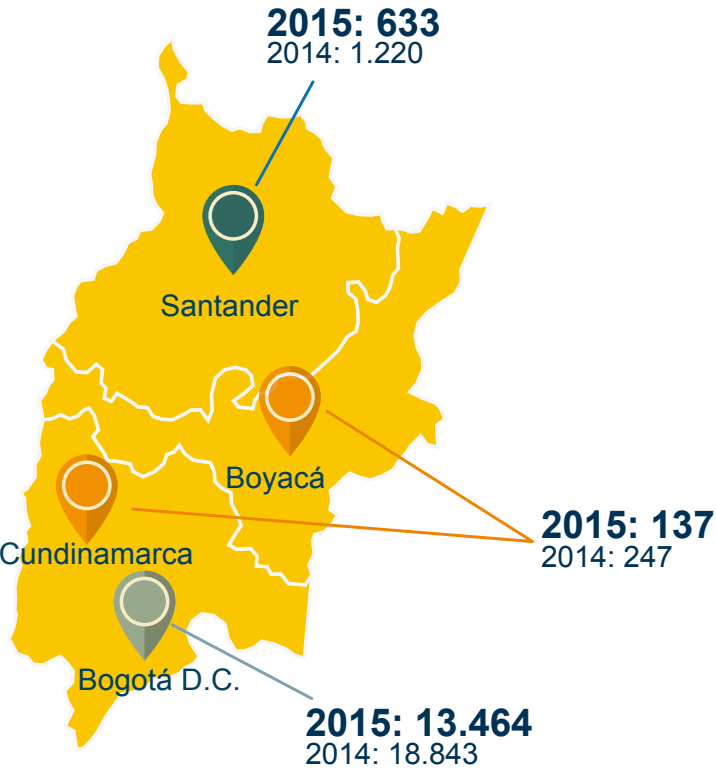 2015: 633
2014: 1.220
Santander
Boyacá
2015: 137
2014: 247
Cundinamarca
Bogotá D.C.
2015: 13.464
2014: 18.843